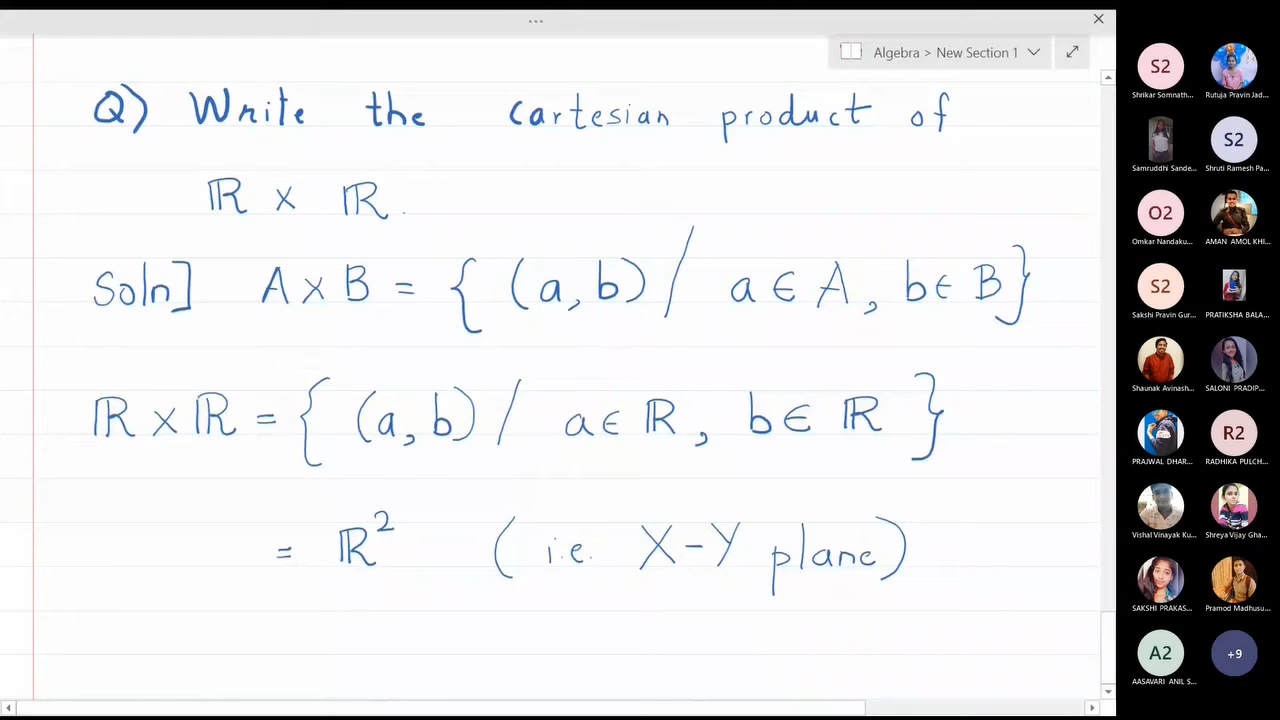 ...
Algebra > New Section 1
Q) Write the cartesian product of
ℝ × ℝ.
Soln] A × B = { (a, b) / a ∈ A, b ∈ B }
ℝ × ℝ = { (a, b) / a ∈ ℝ, b ∈ ℝ }
= ℝ² (i.e. X-Y plane)
S2
Shrikar Somnath...
Rutuja Pravin Jad...
Samruddhi Sande...
S2
Shruti Ramesh Pa...
O2
Omkar Nandaku...
AMAN AMOL KHI...
S2
Sakshi Pravin Gur...
PRATIKSHA BALA...
Shaunak Avinash...
SALONI PRADIP...
PRAJWAL DHAR...
R2
RADHIKA PULCH...
Vishal Vinayak Ku...
Shreya Vijay Gha...
SAKSHI PRAKAS...
Pramod Madhusu...
A2
AASAVARI ANIL S...
+9